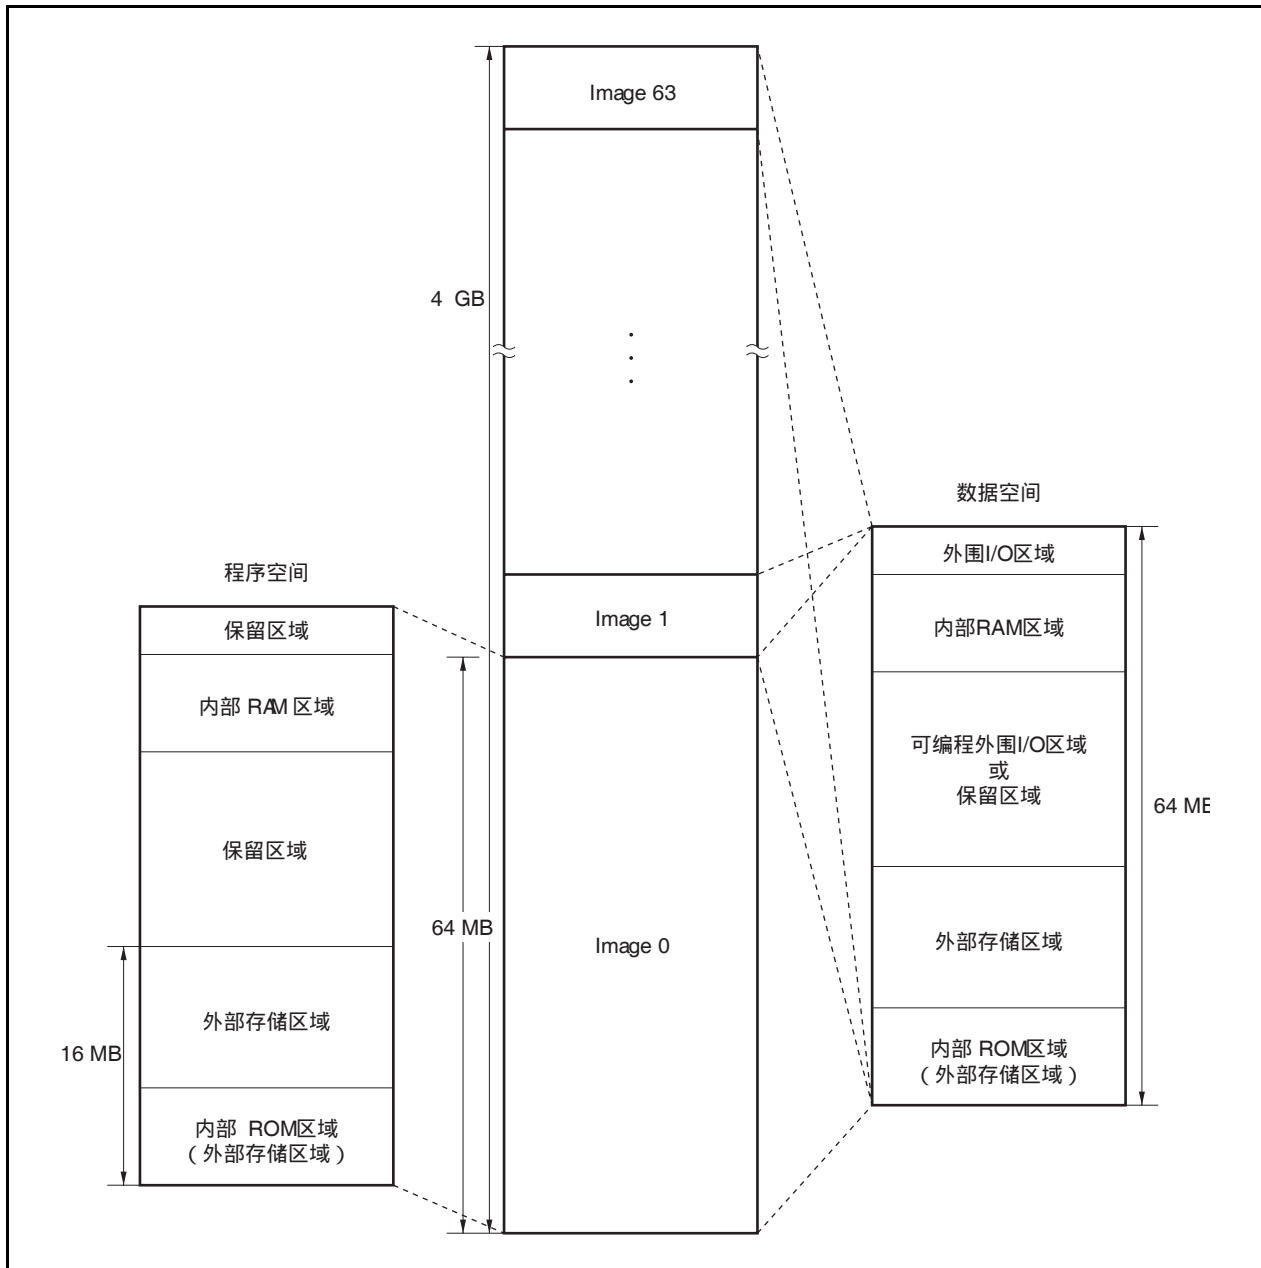 Image 63
4 GB
数据空间
外围I/O区域
程序空间
保留区域
Image 1
内部RAM区域
内部 RAM 区域
可编程外围I/O区域
或
保留区域
64 MB
保留区域
64 MB
Image 0
外部存储区域
外部存储区域
16 MB
内部 ROM区域
（外部存储区域）
内部 ROM区域
（外部存储区域）